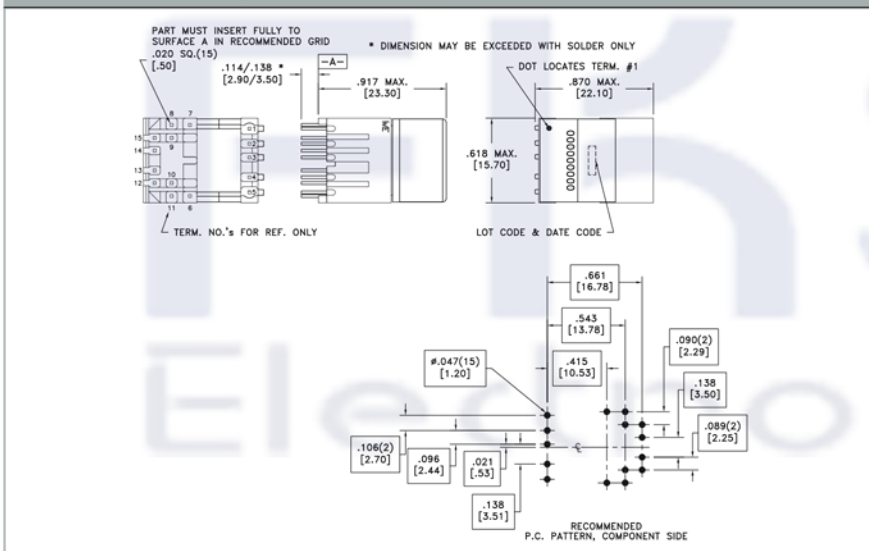 PART MUST INSERT FULLY TO
SURFACE A IN RECOMMENDED GRID
.020 SQ.(15)
[.50]
.114/.138 *
[2.90/3.50]
-A-
* DIMENSION MAY BE EXCEEDED WITH SOLDER ONLY
.917 MAX.
[23.30]
DOT LOCATES TERM. #1
.870 MAX.
[22.10]
8 7
15
14
9
13
12
10
11 6
1
2
3
4
5
.618 MAX.
[15.70]
TERM. NO.'s FOR REF. ONLY
LOT CODE & DATE CODE
.661
[16.78]
.543
[13.78]
.415
[10.53]
.090(2)
[2.29]
ø.047(15)
[1.20]
.138
[3.50]
.089(2)
[2.25]
.106(2)
[2.70]
.096
[2.44]
.021
[.53]
.138
[3.51]
RECOMMENDED
P.C. PATTERN, COMPONENT SIDE
Electro